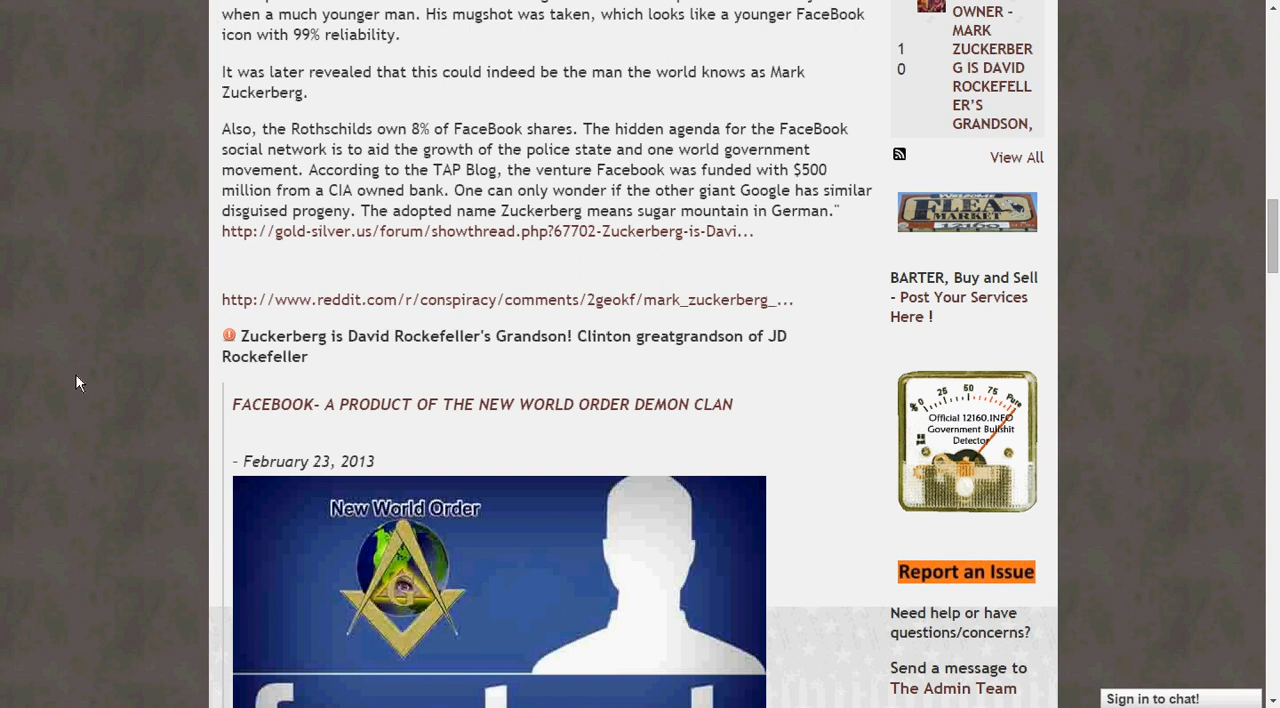 when a much younger man. His mugshot was taken, which looks like a younger FaceBook
icon with 99% reliability.
It was later revealed that this could indeed be the man the world knows as Mark
Zuckerberg.
Also, the Rothschilds own 8% of FaceBook shares. The hidden agenda for the FaceBook
social network is to aid the growth of the police state and one world government
movement. According to the TAP Blog, the venture Facebook was funded with $500
million from a CIA owned bank. One can only wonder if the other giant Google has similar
disguised progeny. The adopted name Zuckerberg means sugar mountain in German."
http://gold-silver.us/forum/showthread.php?67702-Zuckerberg-is-Davi...
http://www.reddit.com/r/conspiracy/comments/2geokf/mark_zuckerberg_...
Zuckerberg is David Rockefeller's Grandson! Clinton greatgrandson of JD
Rockefeller
FACEBOOK- A PRODUCT OF THE NEW WORLD ORDER DEMON CLAN
- February 23, 2013
New World Order
G
1
0
OWNER -
MARK
ZUCKERBER
G IS DAVID
ROCKEFELL
ER'S
GRANDSON,
View All
WELCOME
FLEA
MARKET
12160
BARTER, Buy and Sell
- Post Your Services
Here !
% 0 25 50 75 Pure
Official 12160.INFO
Government Bullshit
Detector
Report an Issue
Need help or have
questions/concerns?
Send a message to
The Admin Team
Sign in to chat!